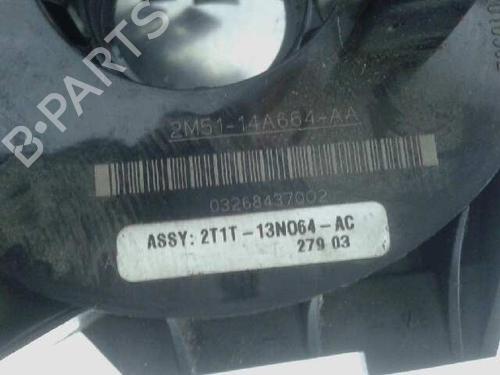 B-PARTS
2M51-14A664-AA
03268437002
ASSY: 2T1T-13N064-AC
279 03